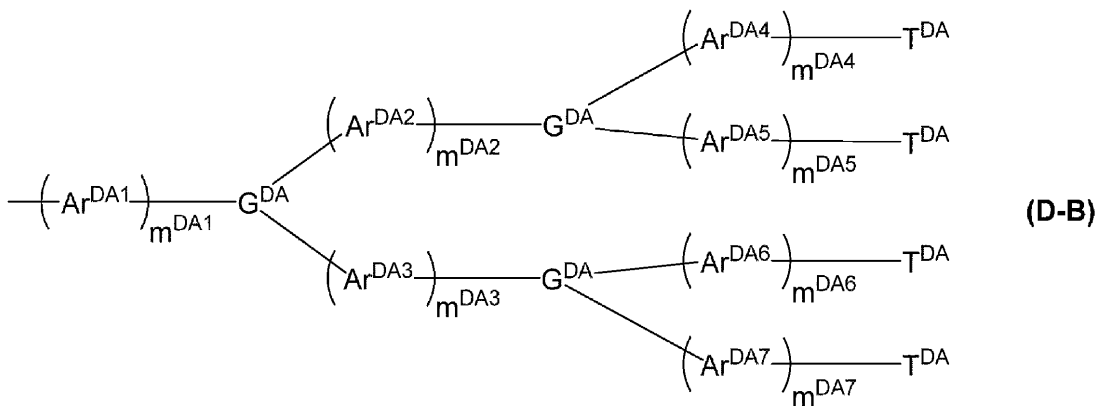 (Ar^DA4)m^DA4 T^DA
(Ar^DA2)m^DA2 G^DA (Ar^DA5)m^DA5 T^DA
(Ar^DA1)m^DA1 G^DA (D-B)
(Ar^DA3)m^DA3 G^DA (Ar^DA6)m^DA6 T^DA
(Ar^DA7)m^DA7 T^DA